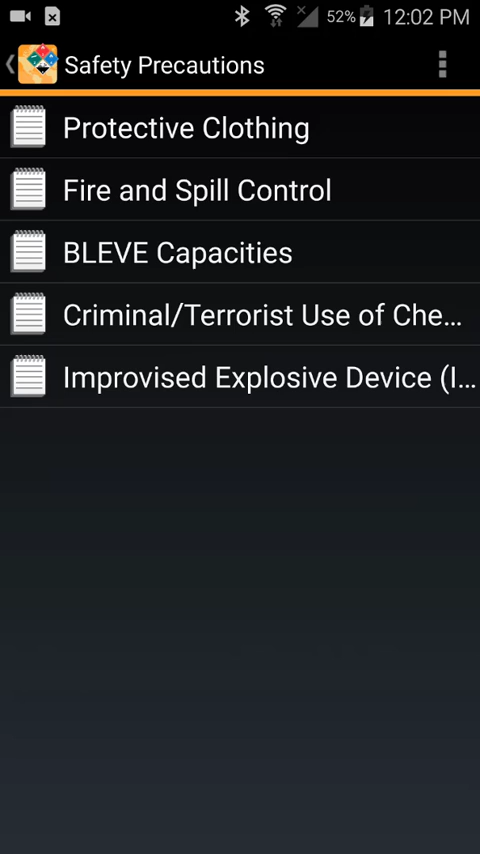 52% 12:02 PM
Safety Precautions
Protective Clothing
Fire and Spill Control
BLEVE Capacities
Criminal/Terrorist Use of Che...
Improvised Explosive Device (I...